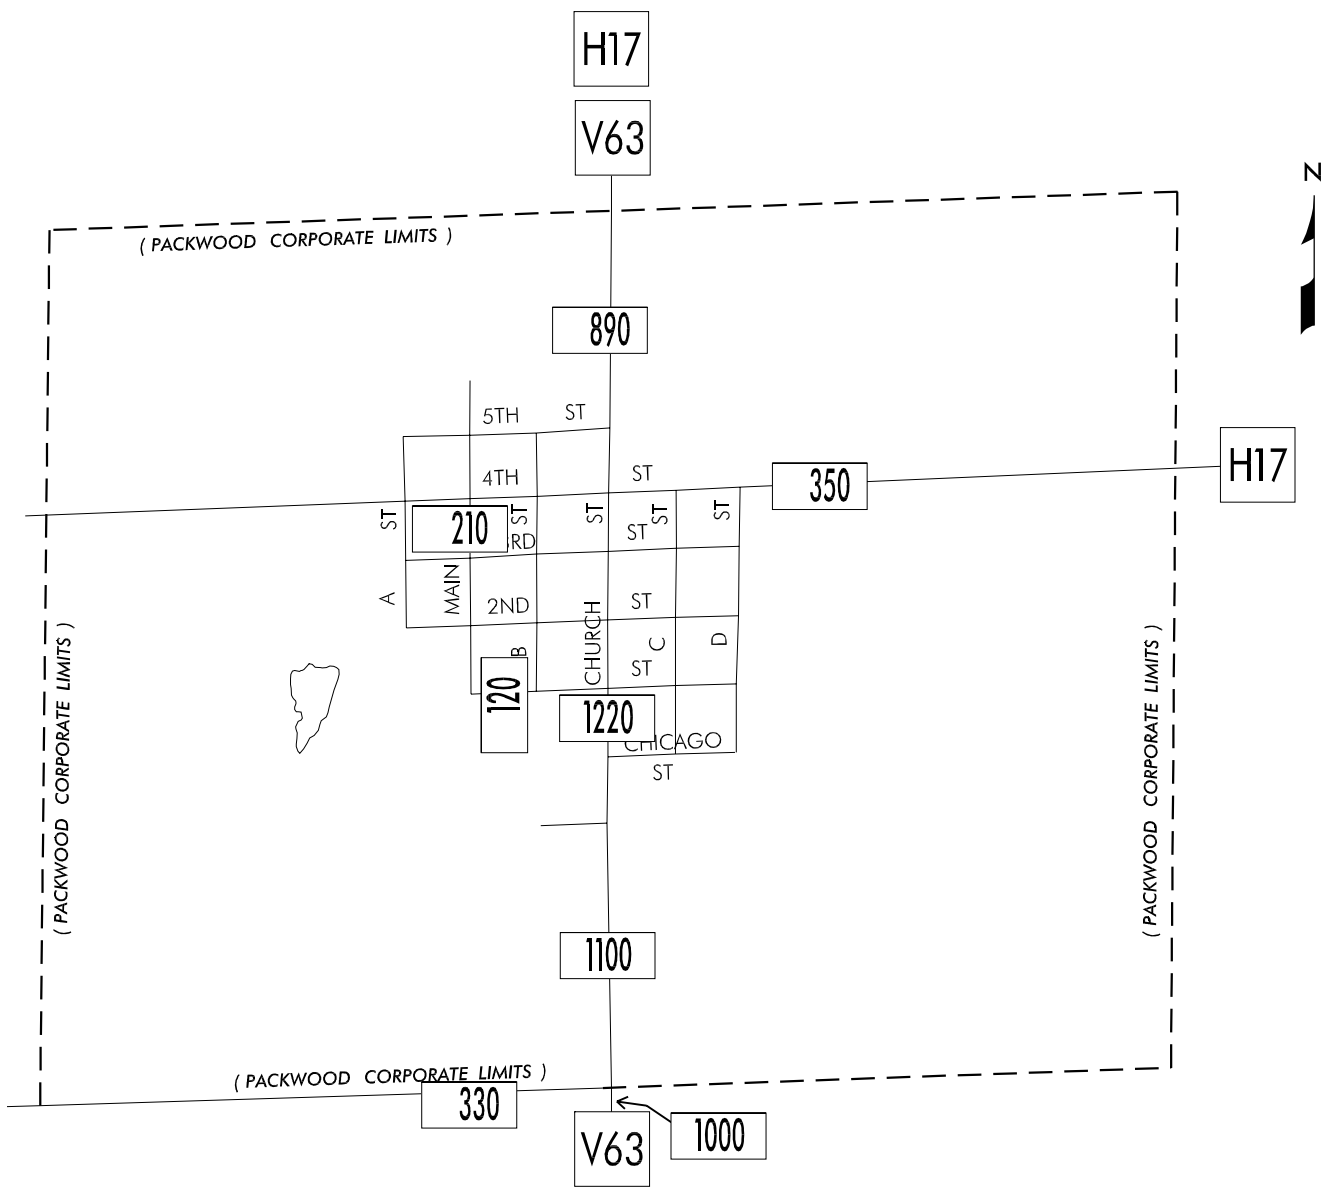 H17
V63
N
( PACKWOOD CORPORATE LIMITS )
890
5TH ST
4TH ST
350
H17
ST
210
ST
ST
ST
ST
RD ST
A
MAIN
2ND ST
CHURCH
B
C
D
ST
120
1220
CHICAGO
ST
( PACKWOOD CORPORATE LIMITS )
( PACKWOOD CORPORATE LIMITS )
1100
( PACKWOOD CORPORATE LIMITS )
330
1000
V63